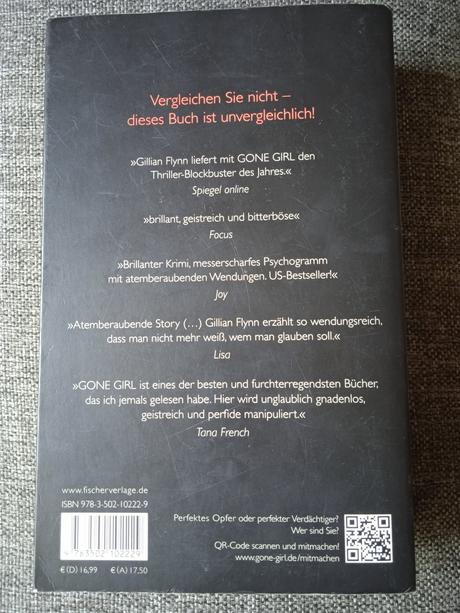 Vergleichen Sie nicht –
dieses Buch ist unvergleichlich!
»Gillian Flynn liefert mit GONE GIRL den
Thriller-Blockbuster des Jahres.«
Spiegel online
»brillant, geistreich und bitterböse«
Focus
»Brillanter Krimi, messerscharfes Psychogramm
mit atemberaubenden Wendungen. US-Bestseller!«
Joy
»Atemberaubende Story (…) Gillian Flynn erzählt so wendungsreich,
dass man nicht mehr weiß, wem man glauben soll.«
Lisa
»GONE GIRL ist eines der besten und furchterregendsten Bücher,
das ich jemals gelesen habe. Hier wird unglaublich gnadenlos,
geistreich und perfide manipuliert.«
Tana French
www.fischerverlage.de
ISBN 978-3-502-10222-9
9 783502 102229
€ (D) 16,99 € (A) 17,50
Perfektes Opfer oder perfekter Verdächtiger?
Wer sind Sie?
QR-Code scannen und mitmachen!
www.gone-girl.de/mitmachen